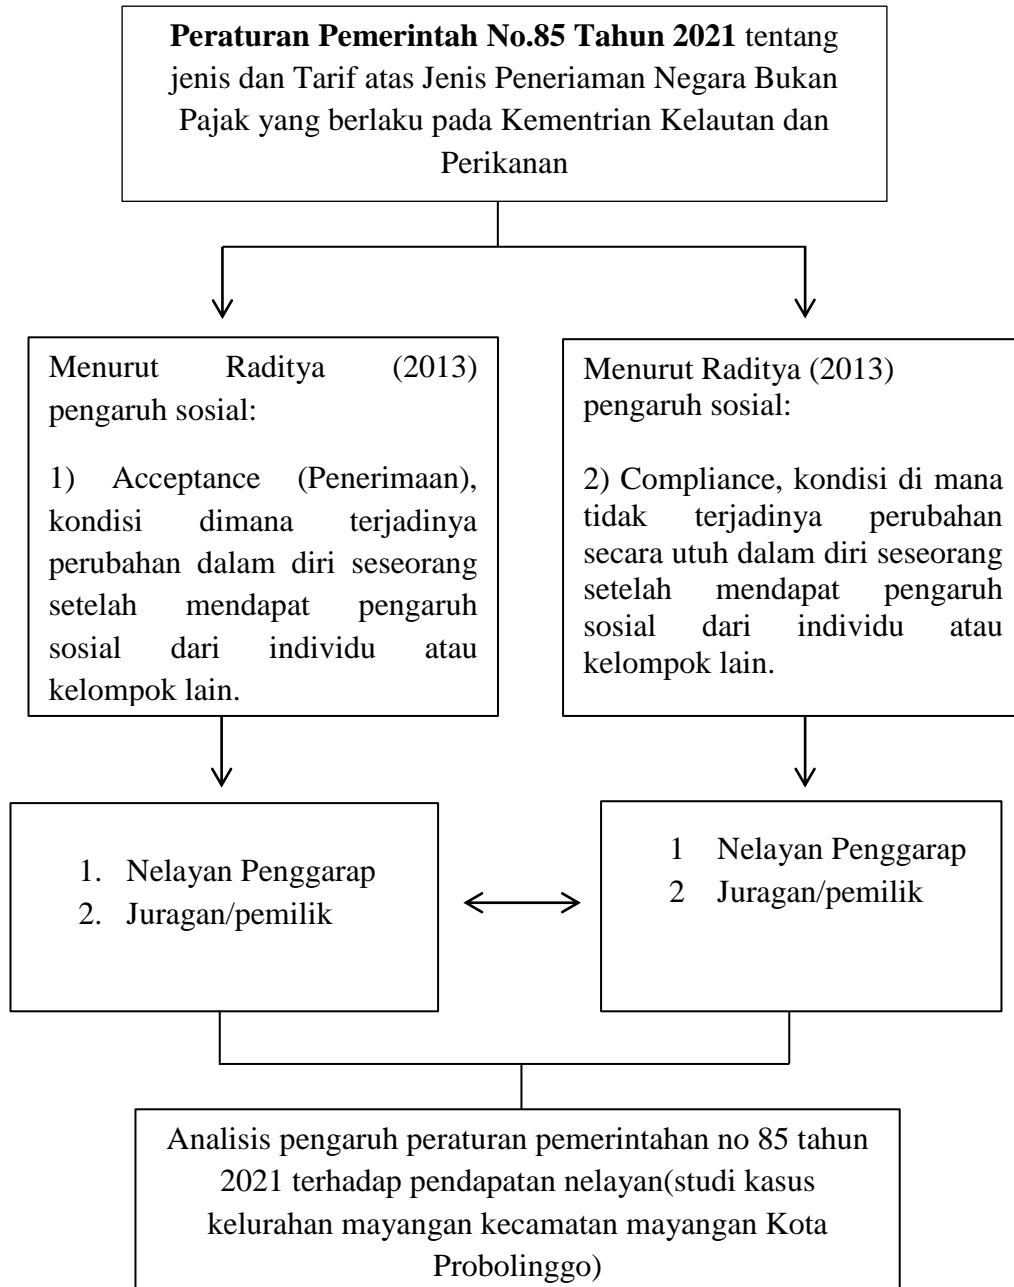 Peraturan Pemerintah No.85 Tahun 2021 tentang
jenis dan Tarif atas Jenis Peneriaman Negara Bukan
Pajak yang berlaku pada Kementrian Kelautan dan
Perikanan
Menurut Raditya (2013)
pengaruh sosial:
1) Acceptance (Penerimaan),
kondisi dimana terjadinya
perubahan dalam diri seseorang
setelah mendapat pengaruh
sosial dari individu atau
kelompok lain.
Menurut Raditya (2013)
pengaruh sosial:
2) Compliance, kondisi di mana
tidak terjadinya perubahan
secara utuh dalam diri seseorang
setelah mendapat pengaruh
sosial dari individu atau
kelompok lain.
1. Nelayan Penggarap
2. Juragan/pemilik
1 Nelayan Penggarap
2 Juragan/pemilik
Analisis pengaruh peraturan pemerintahan no 85 tahun
2021 terhadap pendapatan nelayan(studi kasus
kelurahan mayangan kecamatan mayangan Kota
Probolinggo)